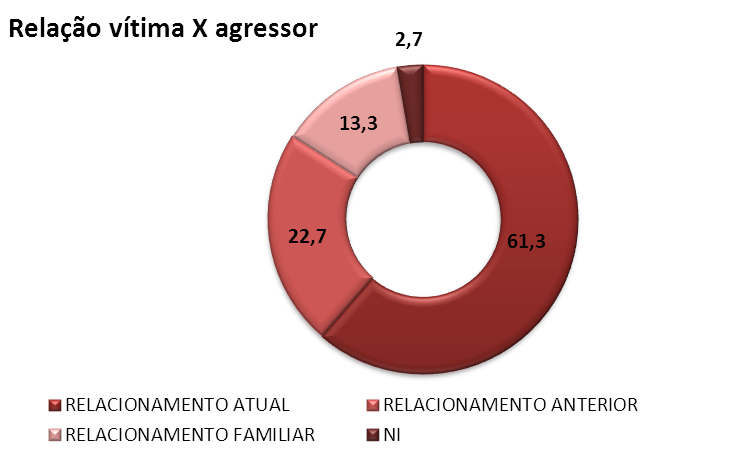 Relação vítima X agressor
2,7
13,3
22,7
61,3
RELACIONAMENTO ATUAL
RELACIONAMENTO ANTERIOR
RELACIONAMENTO FAMILIAR
NI